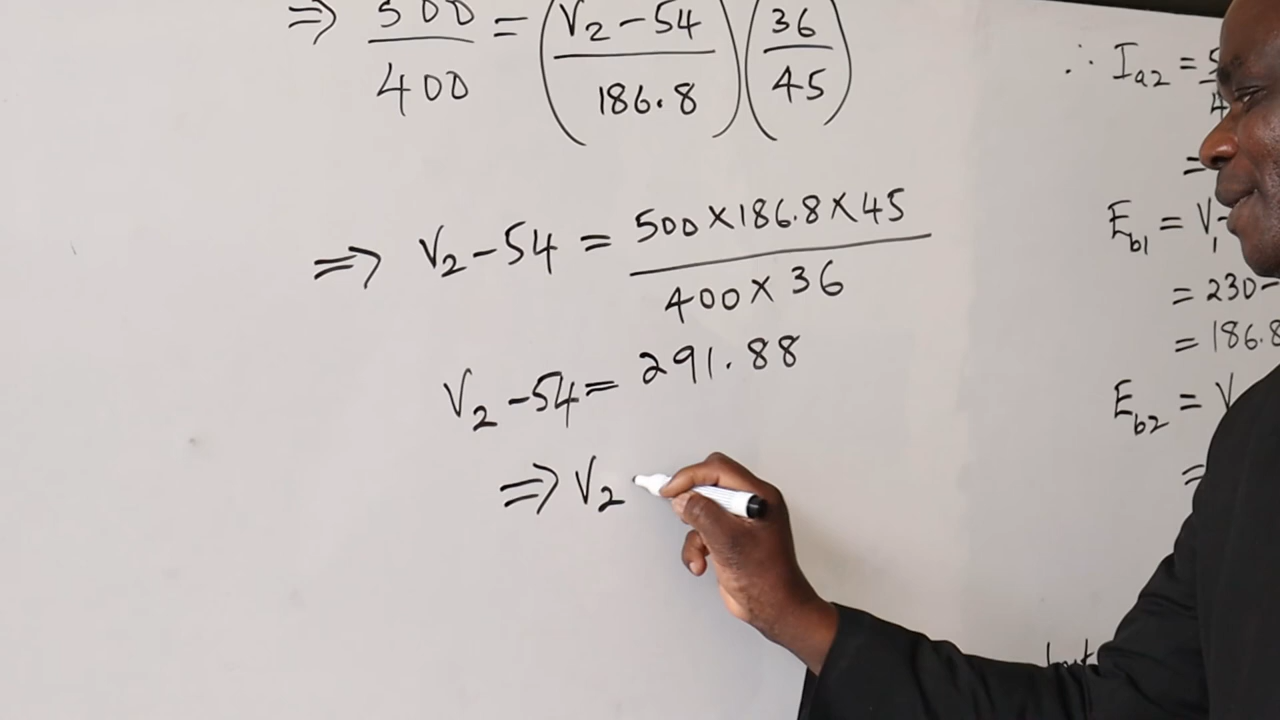 ⇒ 500/400 = ((V₂ − 54)/186.8)(36/45)
⇒ V₂ − 54 = (500 × 186.8 × 45)/(400 × 36)
V₂ − 54 = 291.88
⇒ V₂
∴ Ia2 =
=
Eb1 = V₁ −
= 230 −
= 186.8
Eb2 = V
=